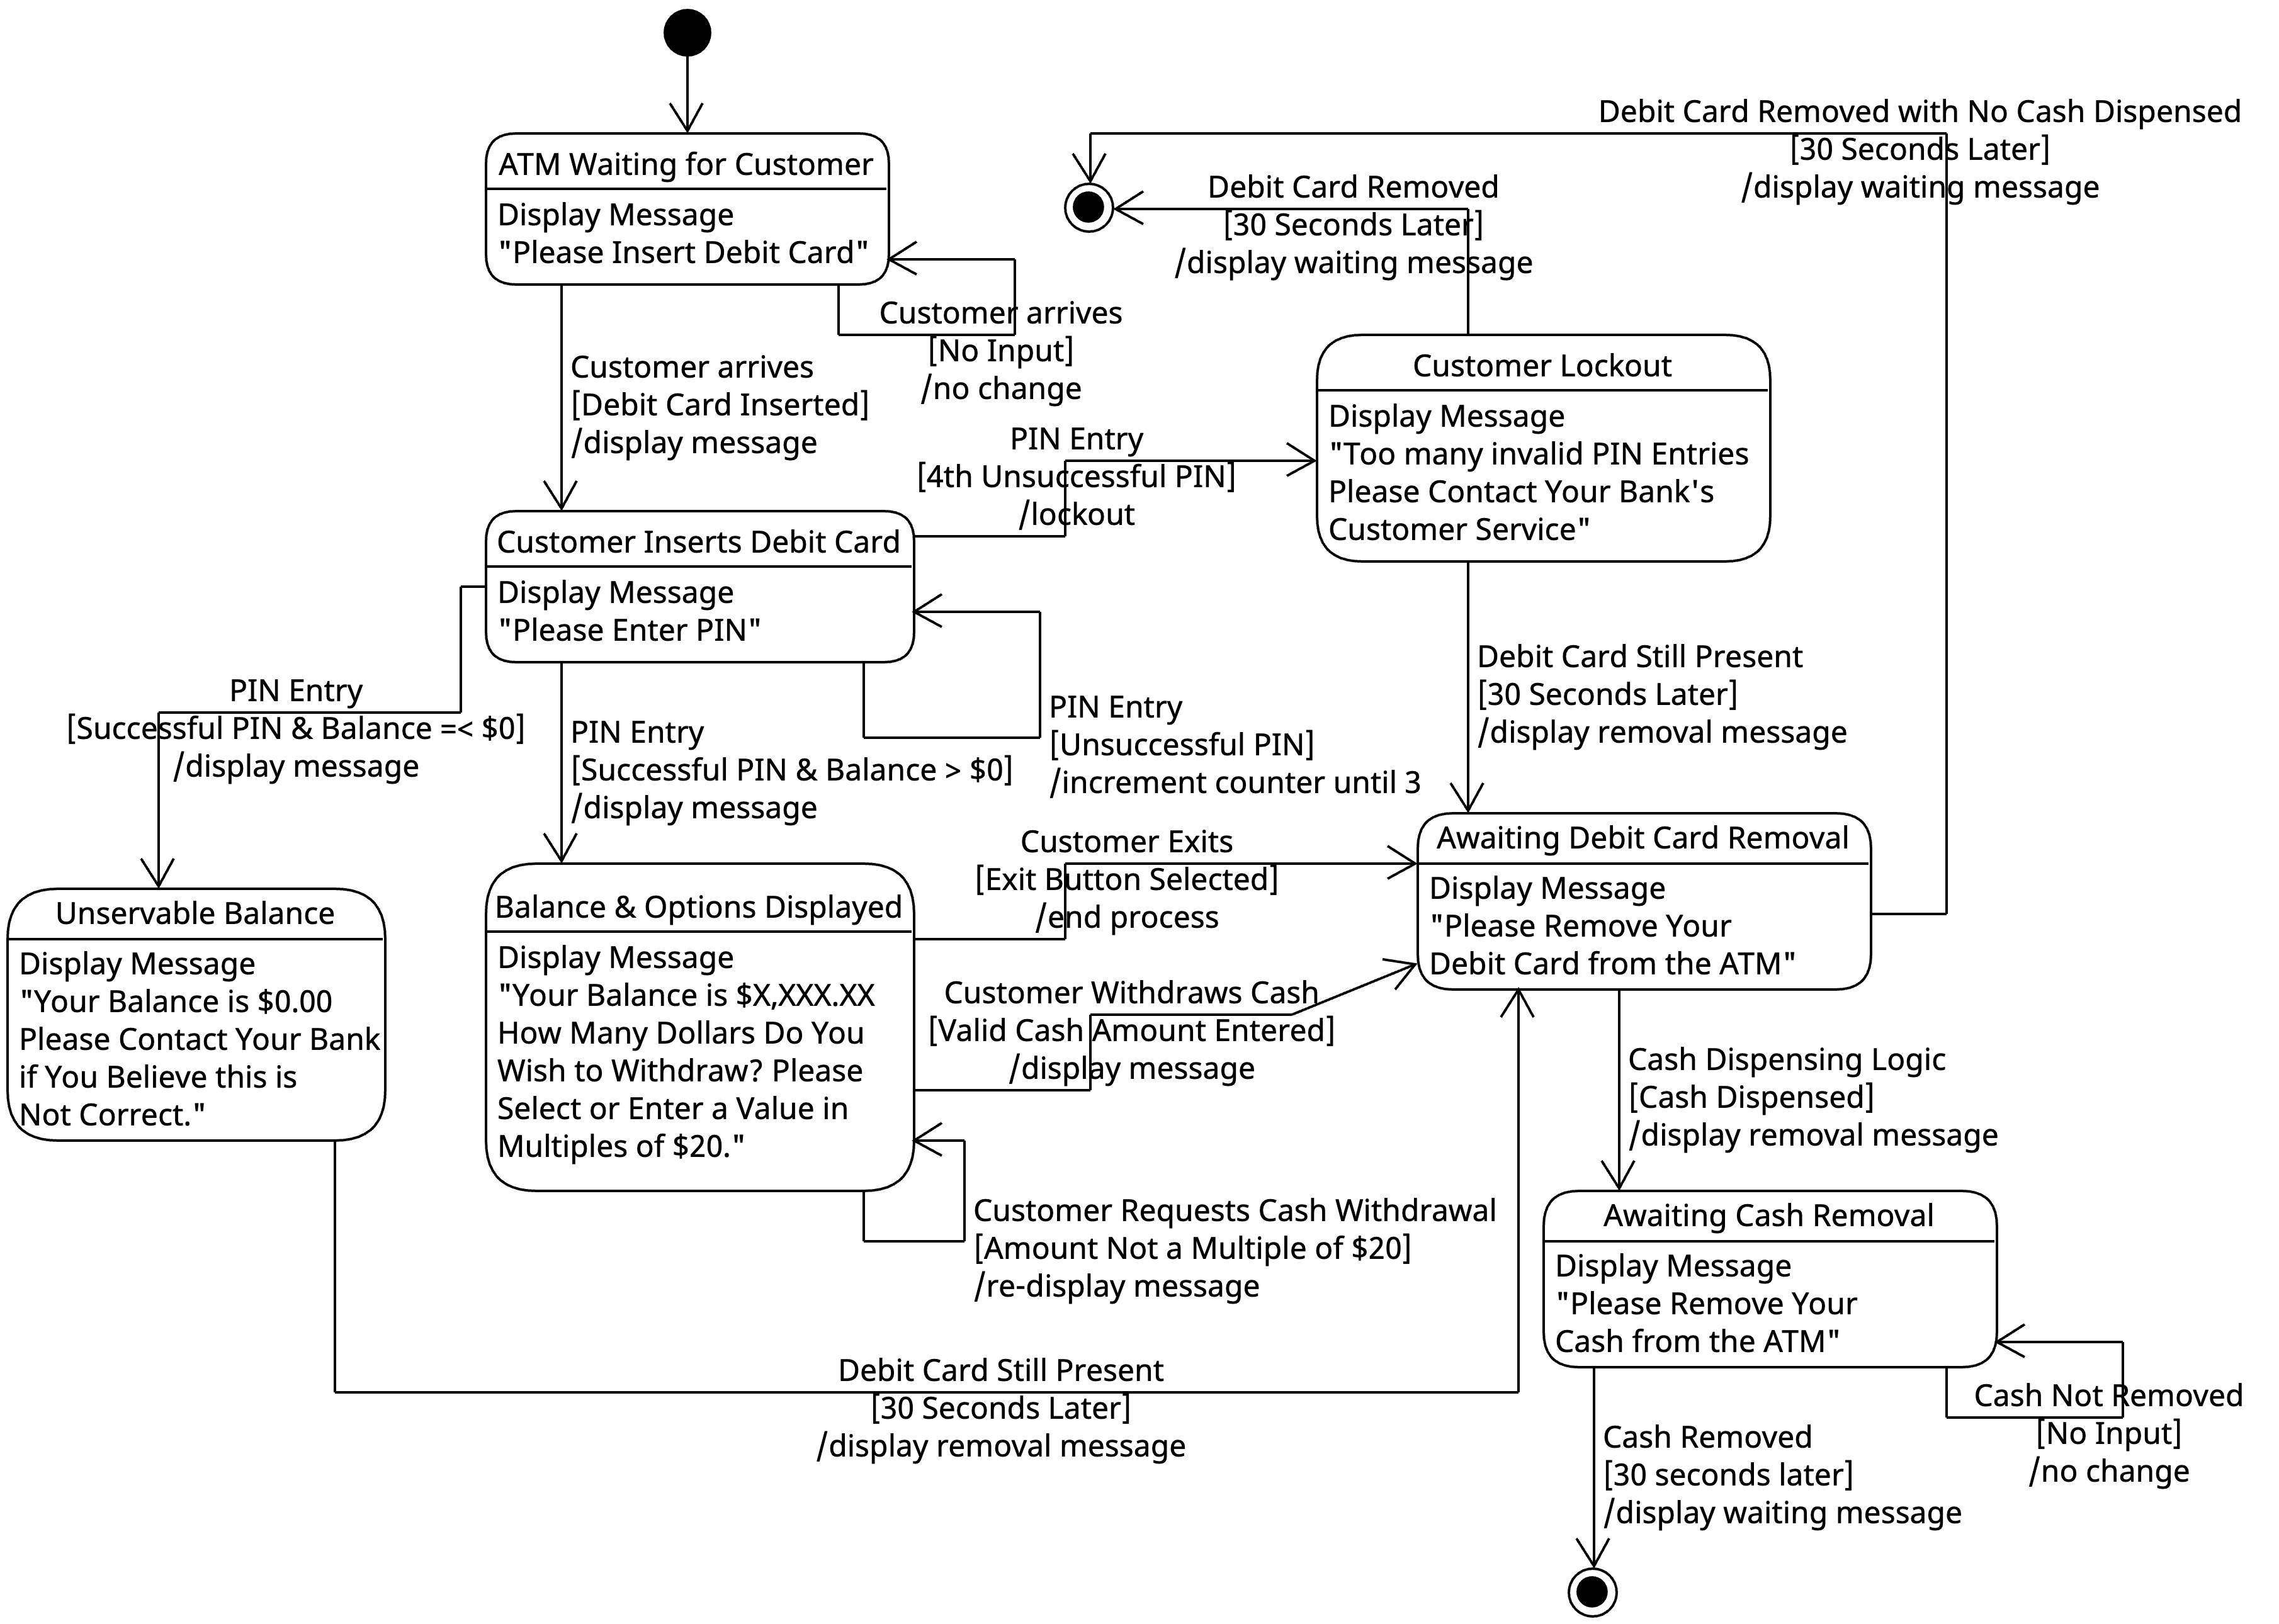 Debit Card Removed with No Cash Dispensed
[30 Seconds Later]
/display waiting message
ATM Waiting for Customer
Display Message
"Please Insert Debit Card"
Debit Card Removed
[30 Seconds Later]
/display waiting message
Customer arrives
[No Input]
/no change
Customer arrives
[Debit Card Inserted]
/display message
Customer Lockout
Display Message
"Too many invalid PIN Entries
Please Contact Your Bank's
Customer Service"
PIN Entry
[4th Unsuccessful PIN]
/lockout
Customer Inserts Debit Card
Display Message
"Please Enter PIN"
PIN Entry
[Successful PIN & Balance =< $0]
/display message
PIN Entry
[Successful PIN & Balance > $0]
/display message
PIN Entry
[Unsuccessful PIN]
/increment counter until 3
Debit Card Still Present
[30 Seconds Later]
/display removal message
Unservable Balance
Display Message
"Your Balance is $0.00
Please Contact Your Bank
if You Believe this is
Not Correct."
Balance & Options Displayed
Display Message
"Your Balance is $X,XXX.XX
How Many Dollars Do You
Wish to Withdraw? Please
Select or Enter a Value in
Multiples of $20."
Customer Exits
[Exit Button Selected]
/end process
Customer Withdraws Cash
[Valid Cash Amount Entered]
/display message
Awaiting Debit Card Removal
Display Message
"Please Remove Your
Debit Card from the ATM"
Cash Dispensing Logic
[Cash Dispensed]
/display removal message
Customer Requests Cash Withdrawal
[Amount Not a Multiple of $20]
/re-display message
Awaiting Cash Removal
Display Message
"Please Remove Your
Cash from the ATM"
Debit Card Still Present
[30 Seconds Later]
/display removal message
Cash Not Removed
[No Input]
/no change
Cash Removed
[30 seconds later]
/display waiting message